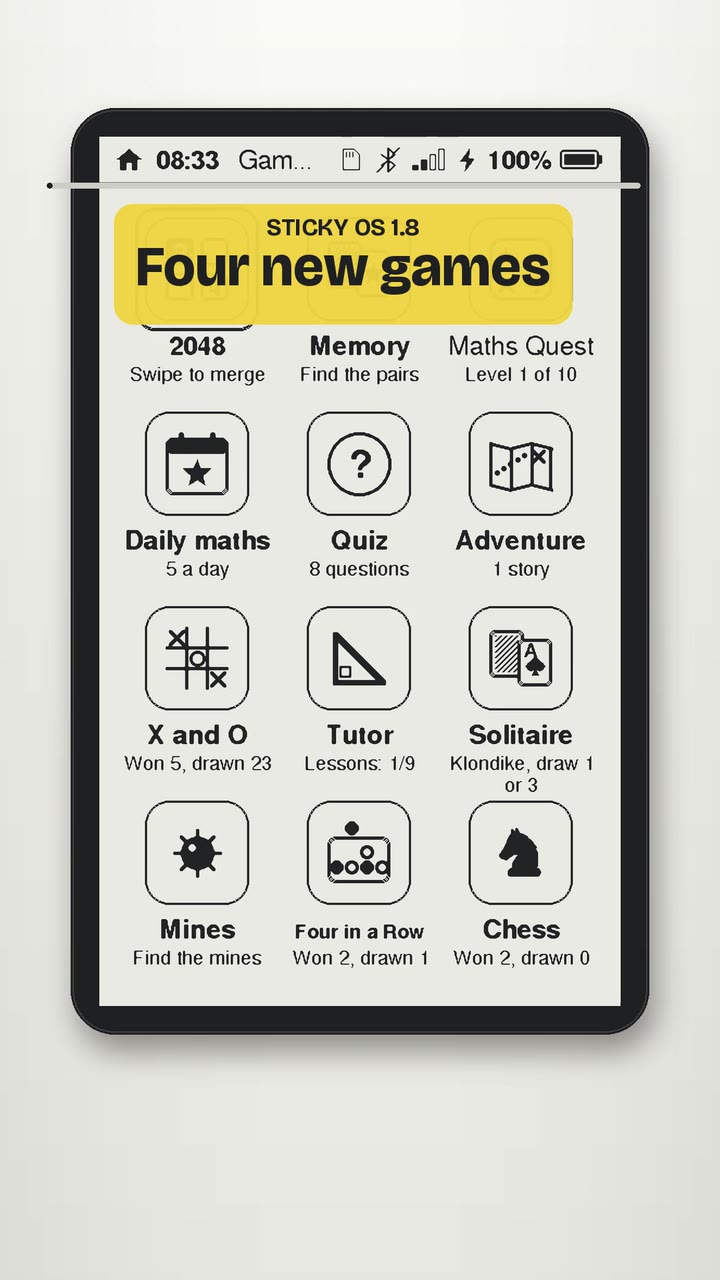 08:33 Gam... 100%
STICKY OS 1.8
Four new games
2048 Memory Maths Quest
Swipe to merge Find the pairs Level 1 of 10
?
Daily maths Quiz Adventure
5 a day 8 questions 1 story
A
X and O Tutor Solitaire
Won 5, drawn 23 Lessons: 1/9 Klondike, draw 1
or 3
Mines Four in a Row Chess
Find the mines Won 2, drawn 1 Won 2, drawn 0